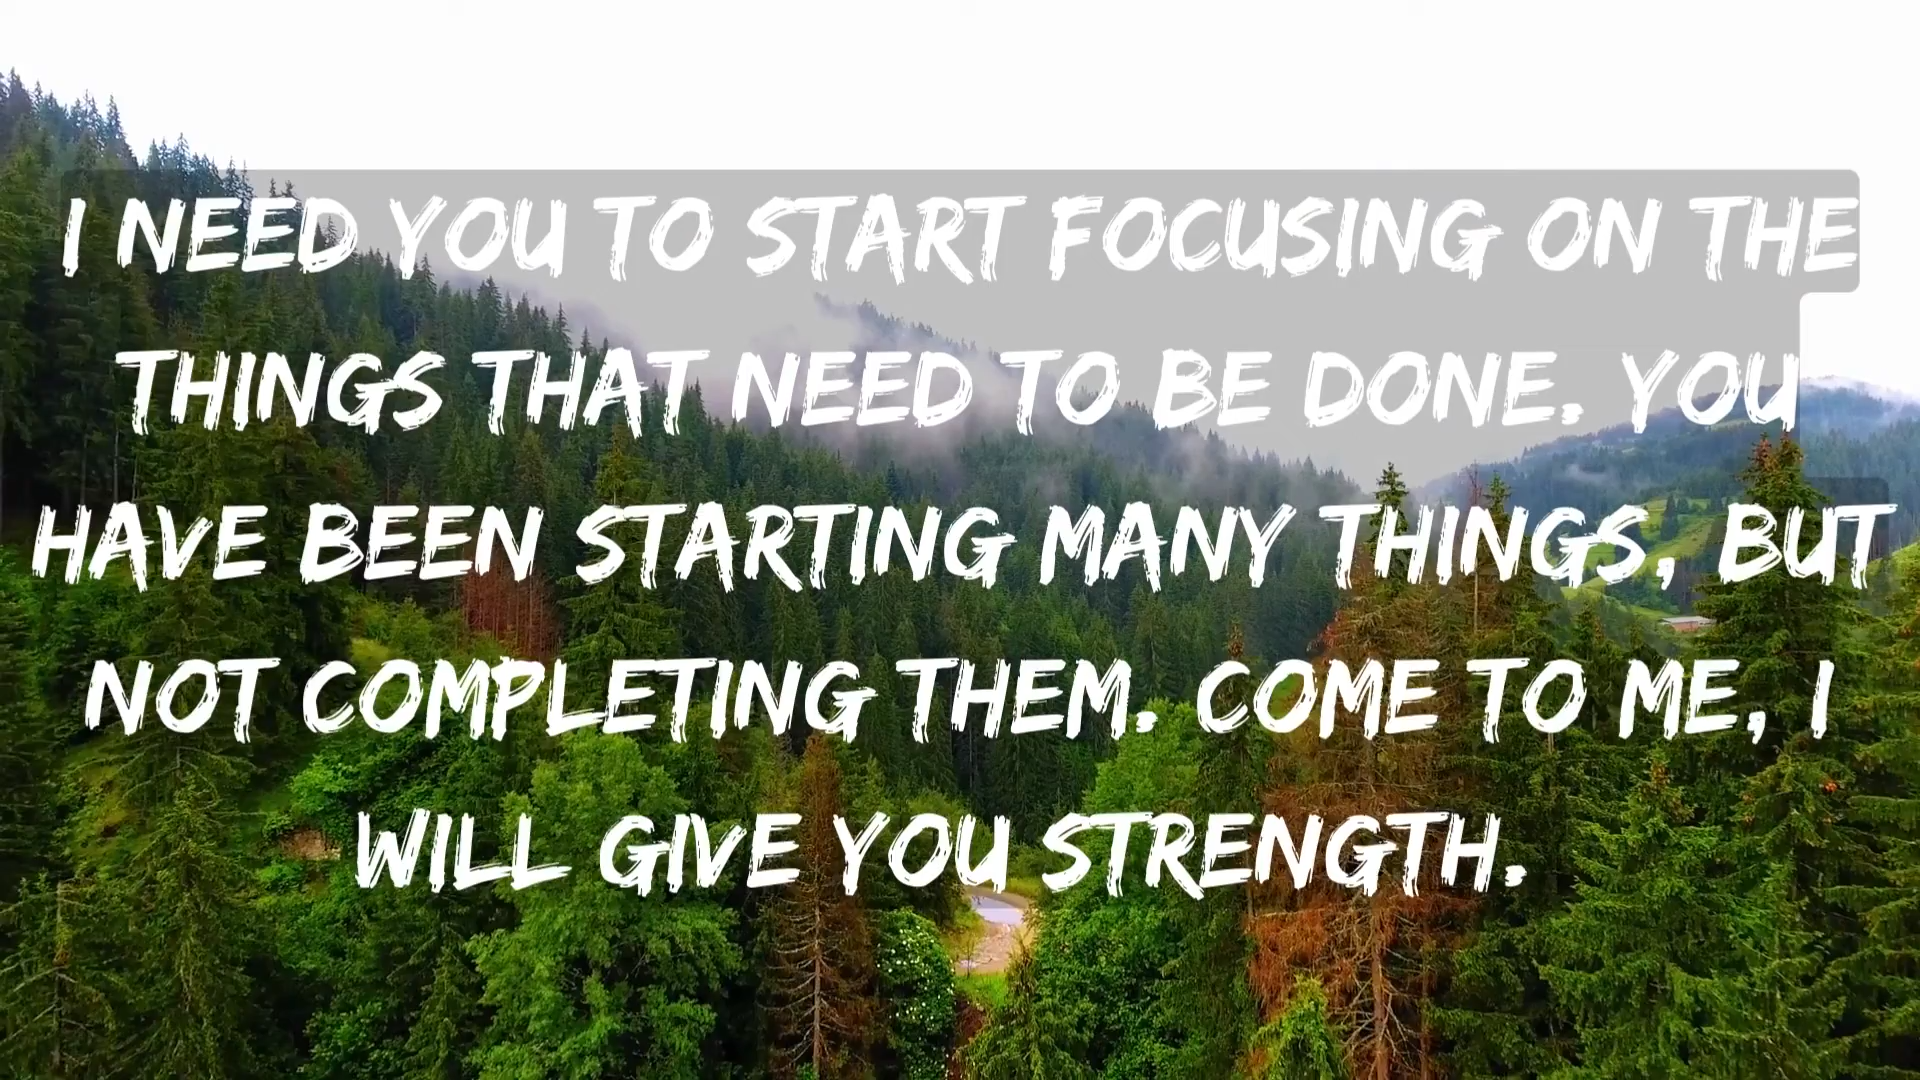 I NEED YOU TO START FOCUSING ON THE
THINGS THAT NEED TO BE DONE. YOU
HAVE BEEN STARTING MANY THINGS, BUT
NOT COMPLETING THEM. COME TO ME, I
WILL GIVE YOU STRENGTH.